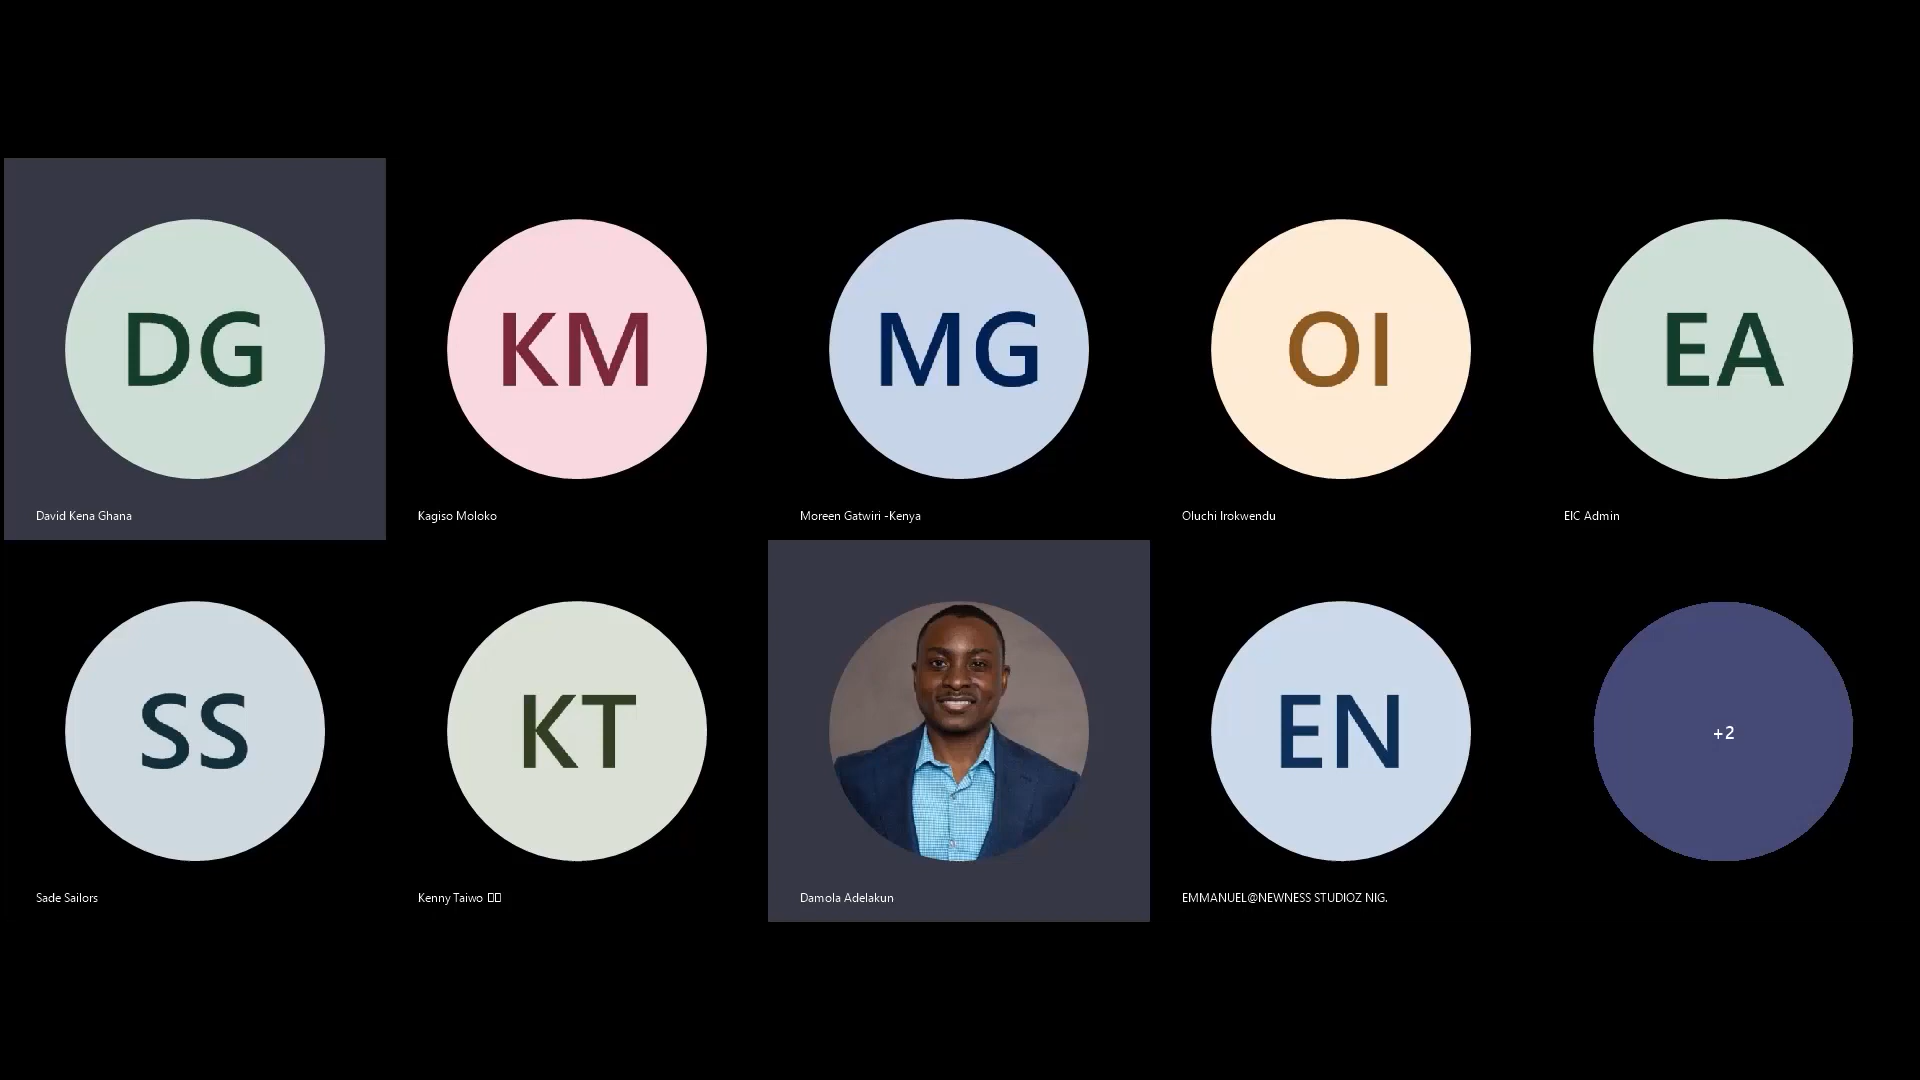 DG
KM
MG
OI
EA
David Kena Ghana
Kagiso Moloko
Moreen Gatwiri -Kenya
Oluchi Irokwendu
EIC Admin
SS
KT
EN
+2
Sade Sailors
Kenny Taiwo
Damola Adelakun
EMMANUEL@NEWNESS STUDIOZ NIG.